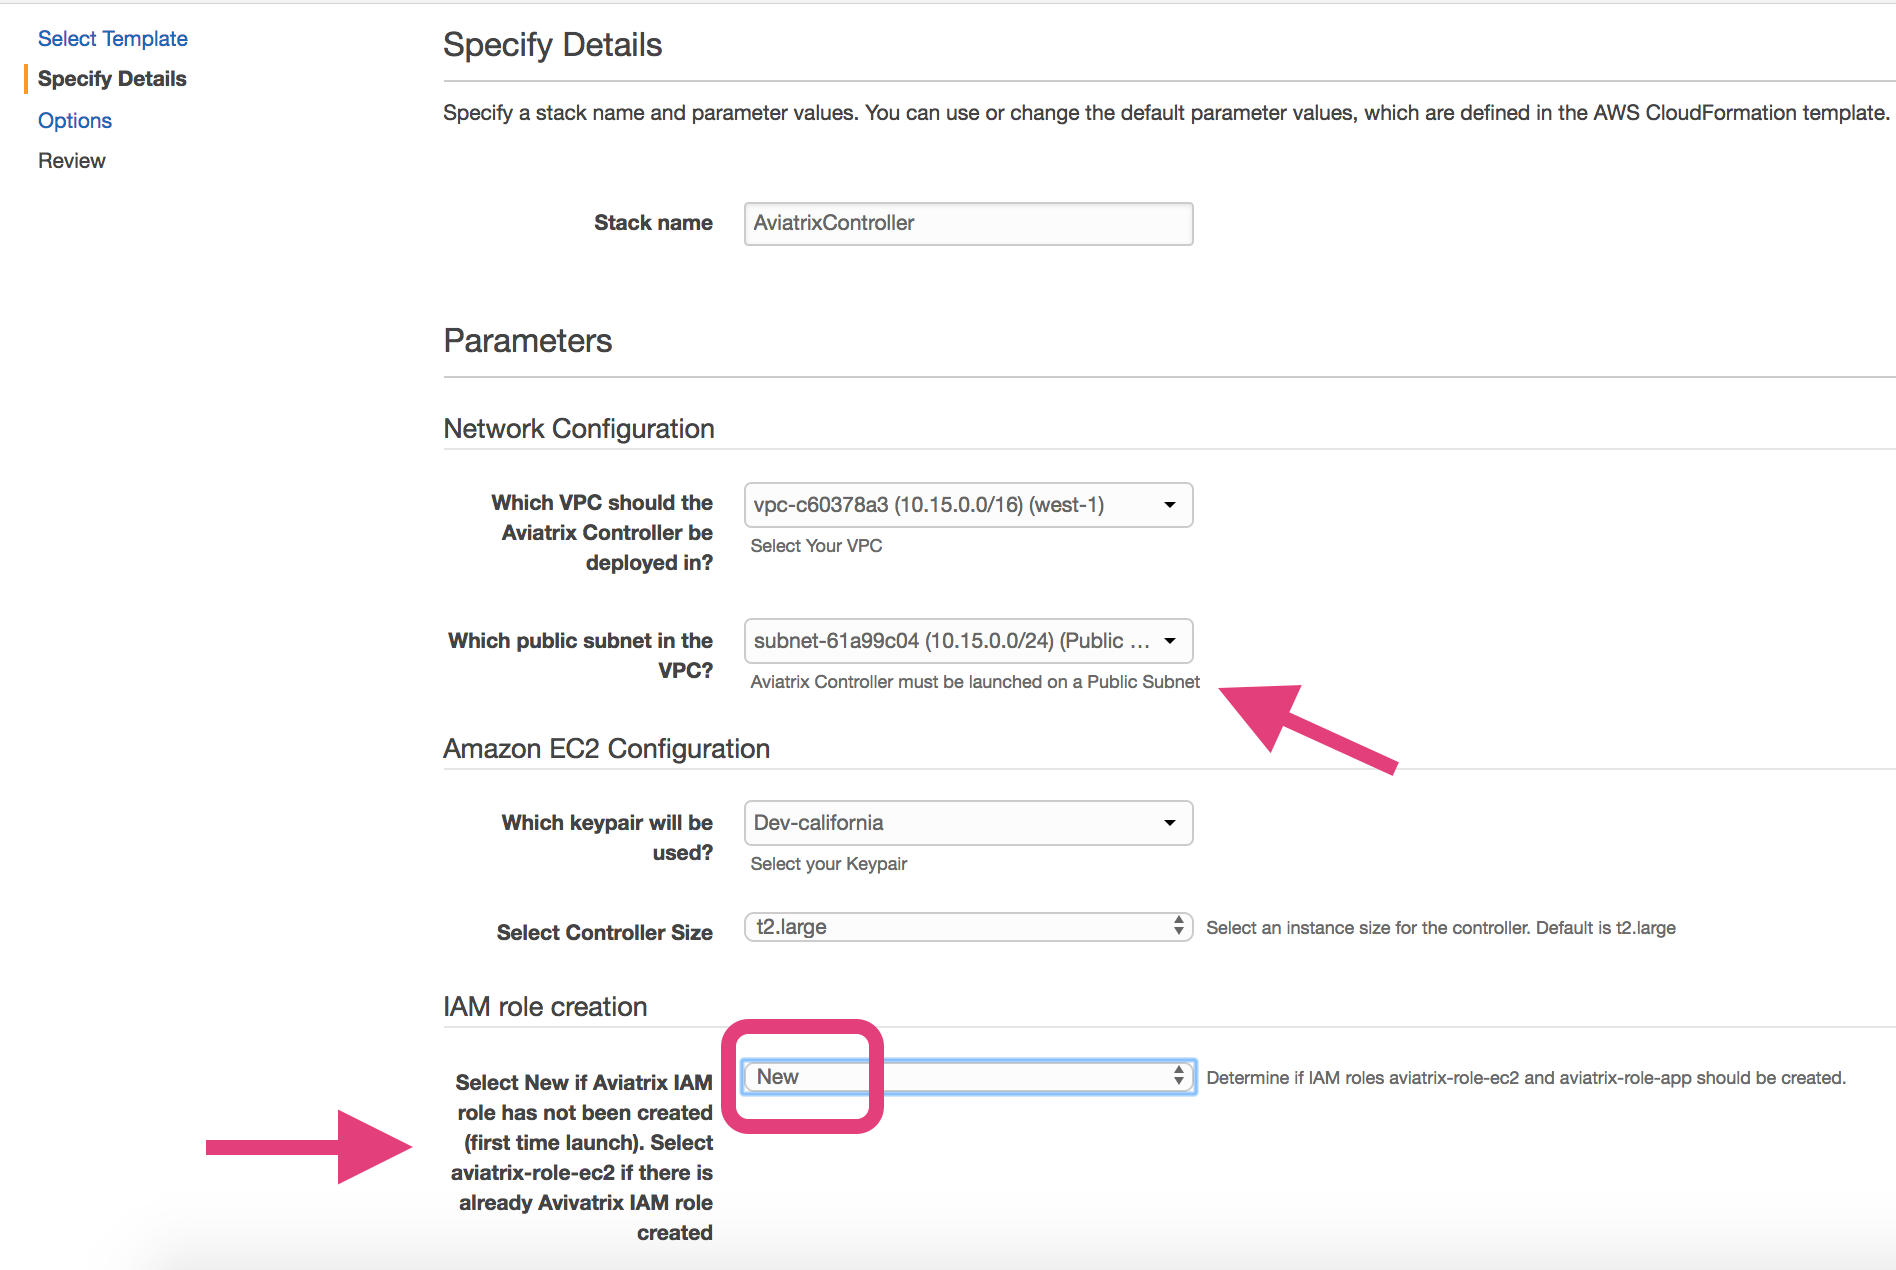 Select Template
Specify Details
Options
Review
Specify Details
Specify a stack name and parameter values. You can use or change the default parameter values, which are defined in the AWS CloudFormation template.
Stack name
AviatrixController
Parameters
Network Configuration
Which VPC should the
Aviatrix Controller be
deployed in?
vpc-c60378a3 (10.15.0.0/16) (west-1)
Select Your VPC
Which public subnet in the
VPC?
subnet-61a99c04 (10.15.0.0/24) (Public ...
Aviatrix Controller must be launched on a Public Subnet
Amazon EC2 Configuration
Which keypair will be
used?
Dev-california
Select your Keypair
Select Controller Size
t2.large
Select an instance size for the controller. Default is t2.large
IAM role creation
Select New if Aviatrix IAM
role has not been created
(first time launch). Select
aviatrix-role-ec2 if there is
already Avivatrix IAM role
created
New
Determine if IAM roles aviatrix-role-ec2 and aviatrix-role-app should be created.